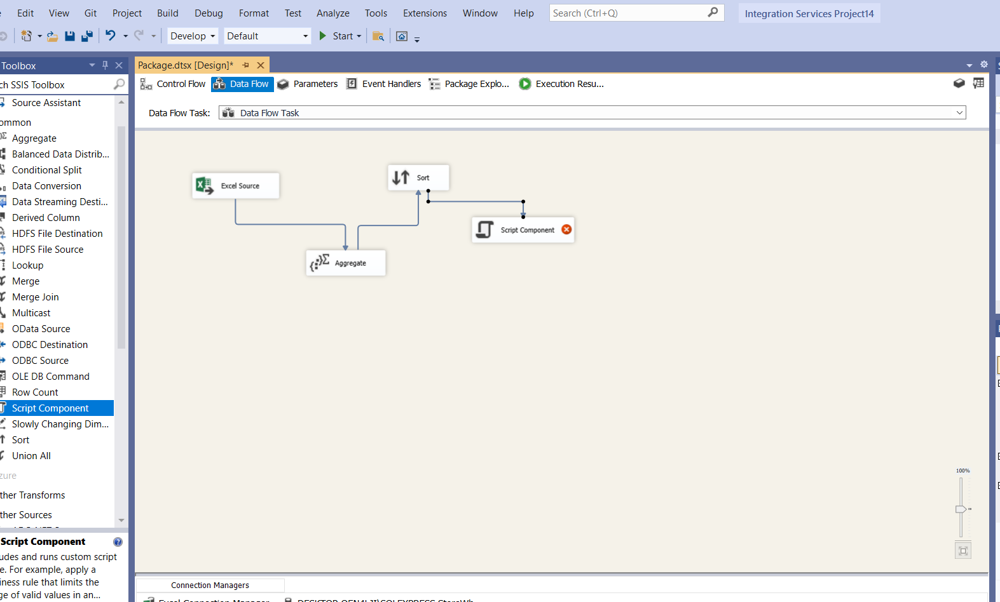 Edit View Git Project Build Debug Format Test Analyze Tools Extensions Window Help Search (Ctrl+Q) Integration Services Project14
Develop Default Start
Toolbox
ch SSIS Toolbox
Source Assistant
ommon
Aggregate
Balanced Data Distrib...
Conditional Split
Data Conversion
Data Streaming Desti...
Derived Column
HDFS File Destination
HDFS File Source
Lookup
Merge
Merge Join
Multicast
OData Source
ODBC Destination
ODBC Source
OLE DB Command
Row Count
Script Component
Slowly Changing Dim...
Sort
Union All
zure
ther Transforms
ther Sources
Script Component
udes and runs custom script
e. For example, apply a
iness rule that limits the
ge of valid values in an...
Package.dtsx [Design]*
Control Flow Data Flow Parameters Event Handlers Package Explo... Execution Resu...
Data Flow Task: Data Flow Task
Excel Source
Sort
Script Component
Aggregate
100%
Connection Managers
Excel Connection Manager